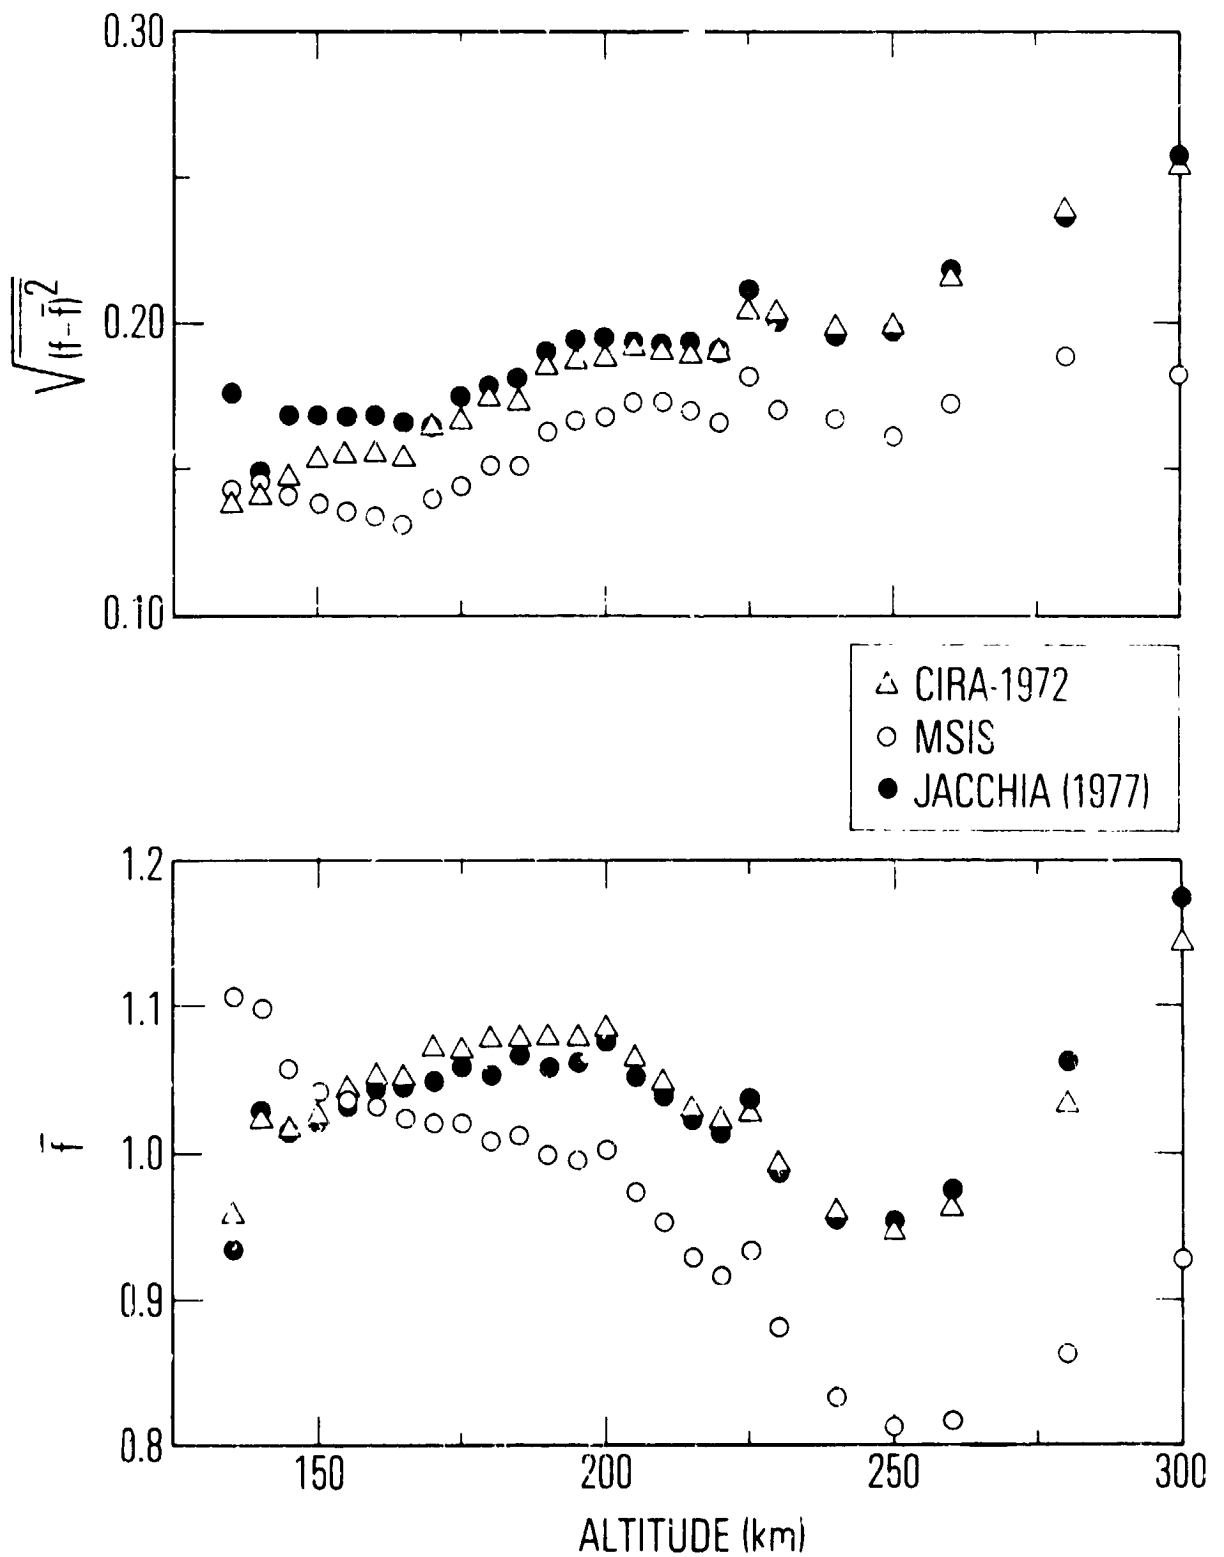 0.30
0.20
0.10
√(f-f̄)²
△ CIRA-1972
○ MSIS
● JACCHIA (1977)
1.2
1.1
1.0
0.9
0.8
f̄
150 200 250 300
ALTITUDE (km)